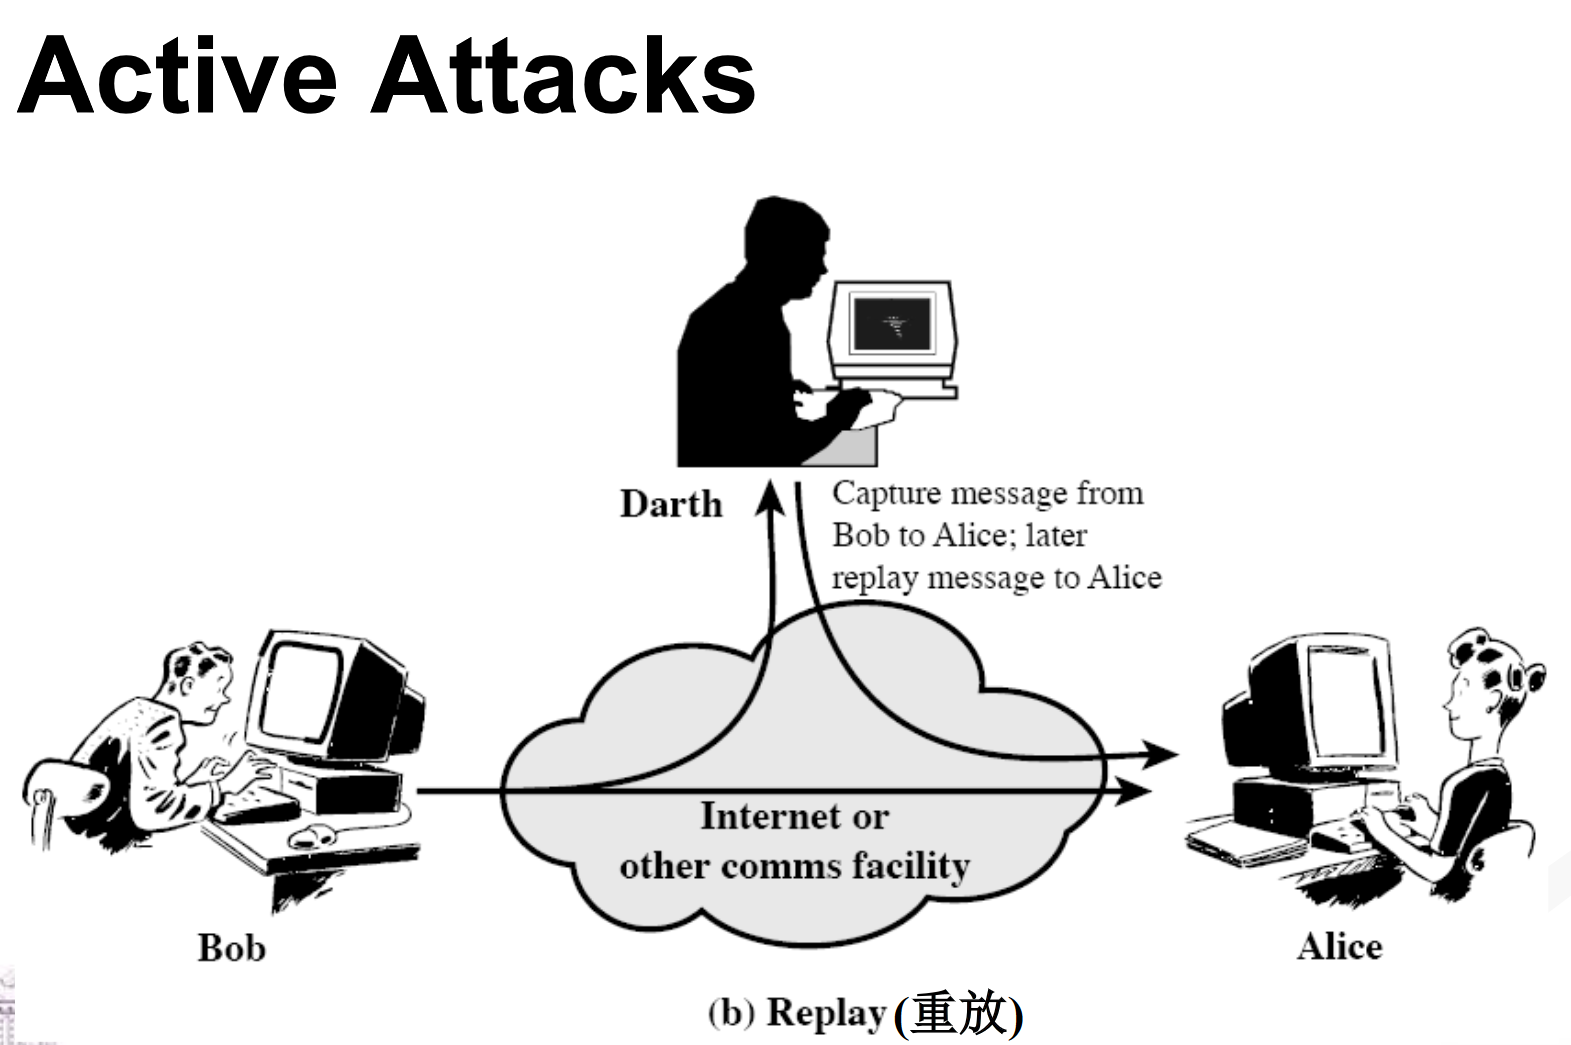 Active Attacks
Darth
Capture message from
Bob to Alice; later
replay message to Alice
Internet or
other comms facility
Bob
Alice
(b) Replay (重放)